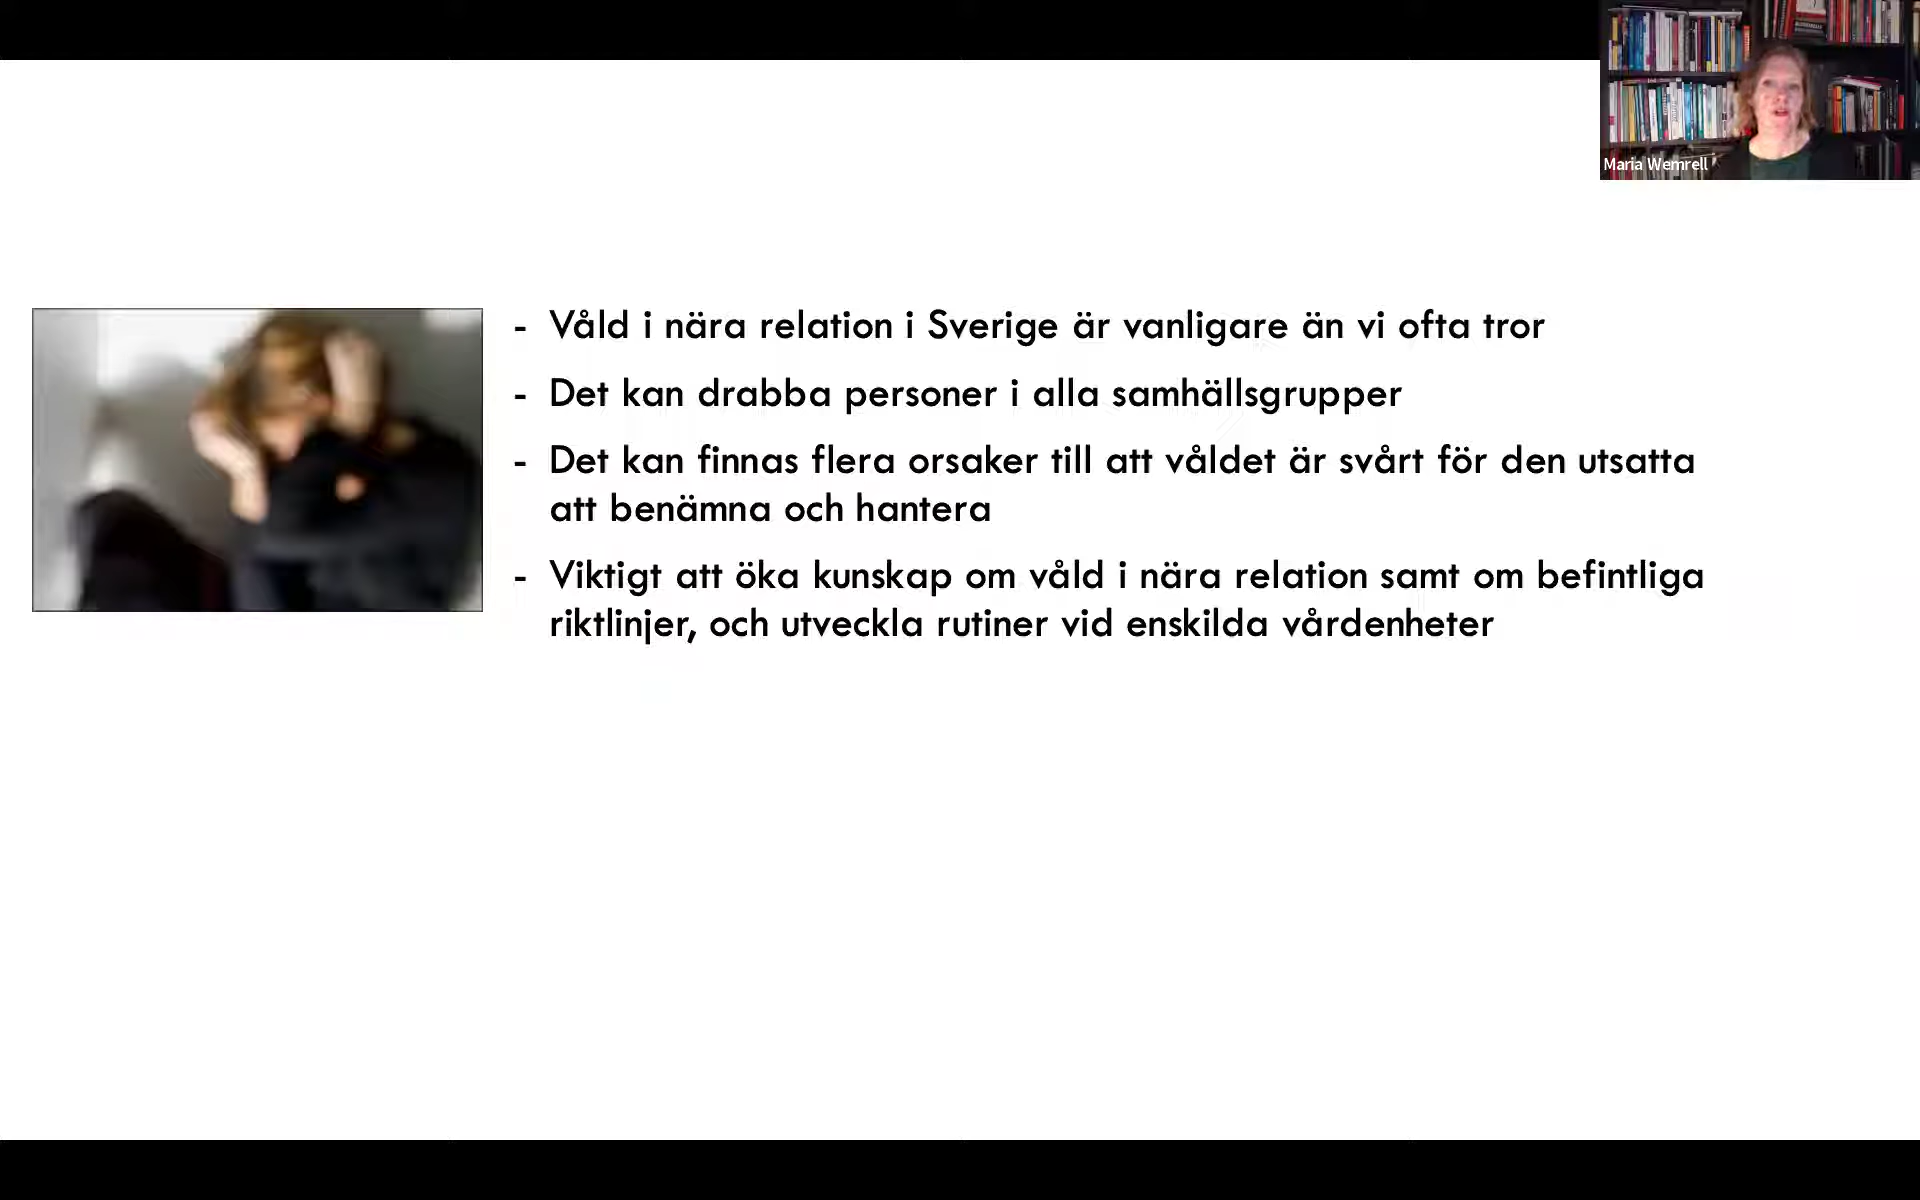 Maria Wemrell
- Våld i nära relation i Sverige är vanligare än vi ofta tror
- Det kan drabba personer i alla samhällsgrupper
- Det kan finnas flera orsaker till att våldet är svårt för den utsatta
att benämna och hantera
- Viktigt att öka kunskap om våld i nära relation samt om befintliga
riktlinjer, och utveckla rutiner vid enskilda vårdenheter